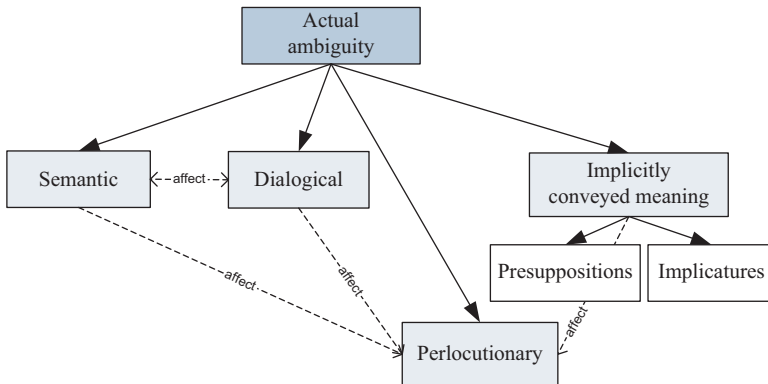 Actual
ambiguity
Semantic
affect
Dialogical
Implicitly
conveyed meaning
Presuppositions
Implicatures
affect
affect
affect
Perlocutionary